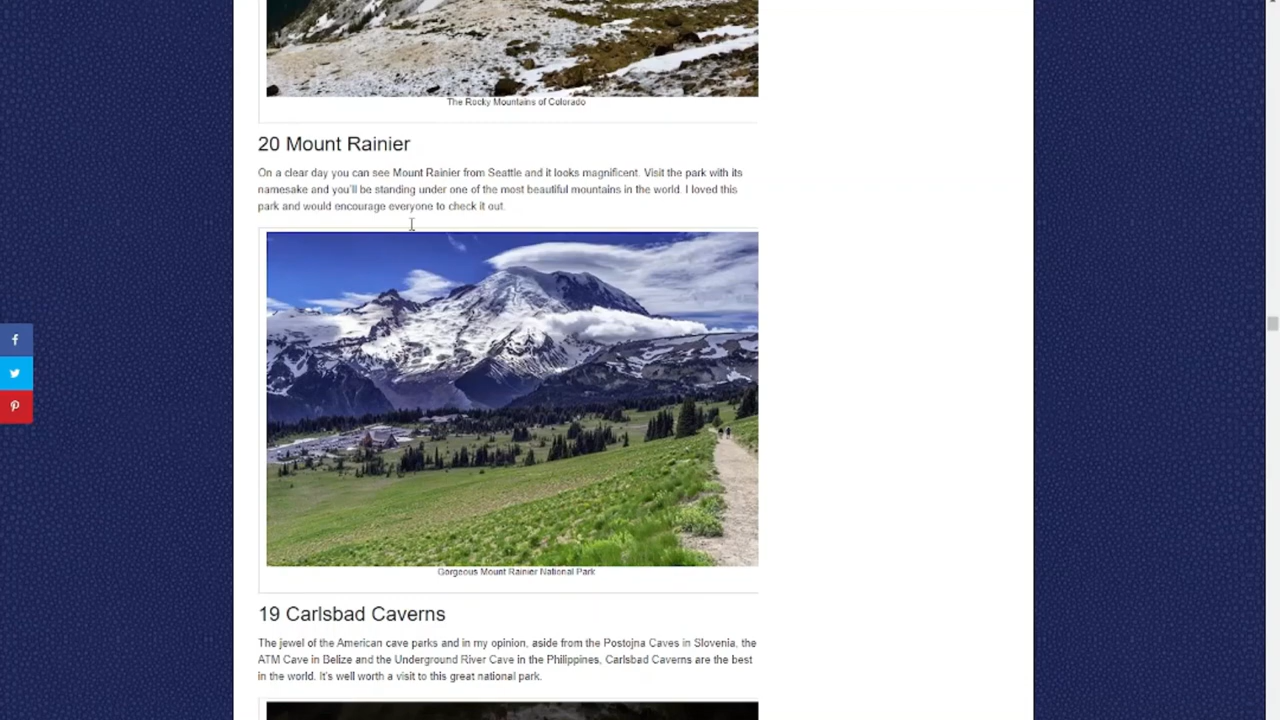 The Rocky Mountains of Colorado
20 Mount Rainier
On a clear day you can see Mount Rainier from Seattle and it looks magnificent. Visit the park with its
namesake and you'll be standing under one of the most beautiful mountains in the world. I loved this
park and would encourage everyone to check it out.
Gorgeous Mount Rainier National Park
19 Carlsbad Caverns
The jewel of the American cave parks and in my opinion, aside from the Postojna Caves in Slovenia, the
ATM Cave in Belize and the Underground River Cave in the Philippines, Carlsbad Caverns are the best
in the world. It's well worth a visit to this great national park.